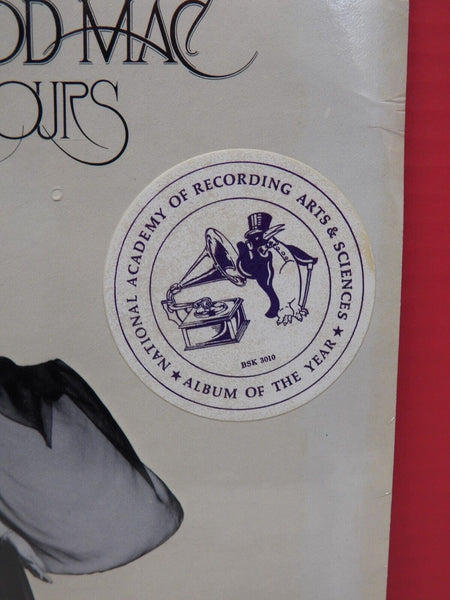 OD MAC
OURS
NATIONAL ACADEMY OF RECORDING ARTS & SCIENCES
BSK 3010
★ ALBUM OF THE YEAR ★